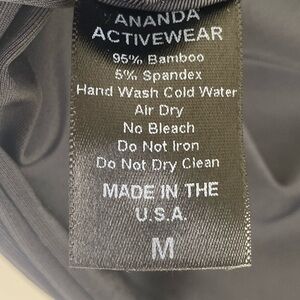 ANANDA
ACTIVEWEAR
95% Bamboo
5% Spandex
Hand Wash Cold Water
Air Dry
No Bleach
Do Not Iron
Do Not Dry Clean
MADE IN THE
U.S.A.
M